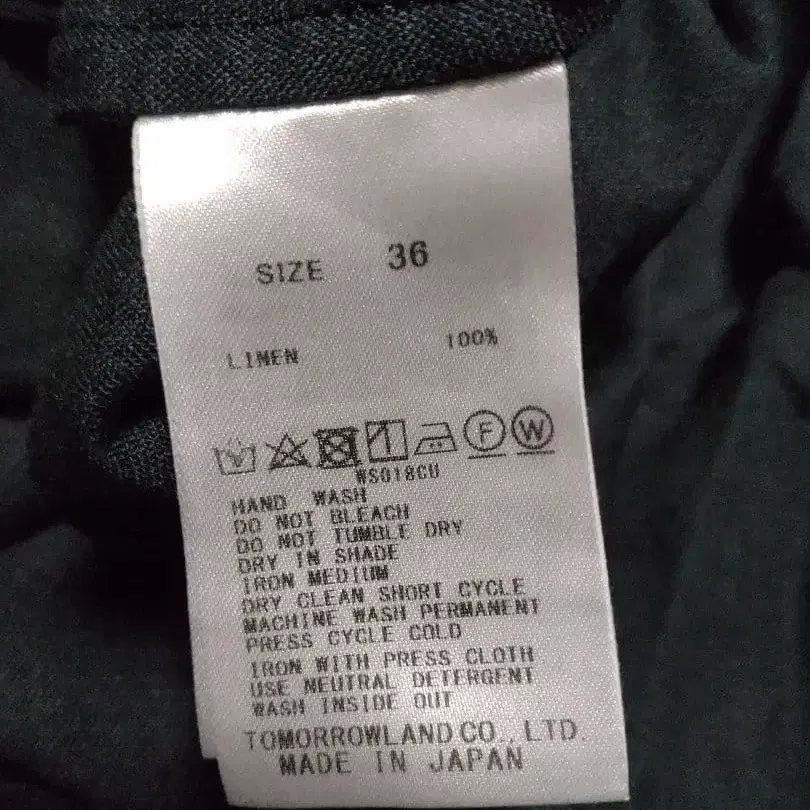 SIZE 36
LINEN 100%
F W
WS018CU
HAND WASH
DO NOT BLEACH
DO NOT TUMBLE DRY
DRY IN SHADE
IRON MEDIUM
DRY CLEAN SHORT CYCLE
MACHINE WASH PERMANENT
PRESS CYCLE COLD
IRON WITH PRESS CLOTH
USE NEUTRAL DETERGENT
WASH INSIDE OUT
TOMORROWLAND CO., LTD.
MADE IN JAPAN